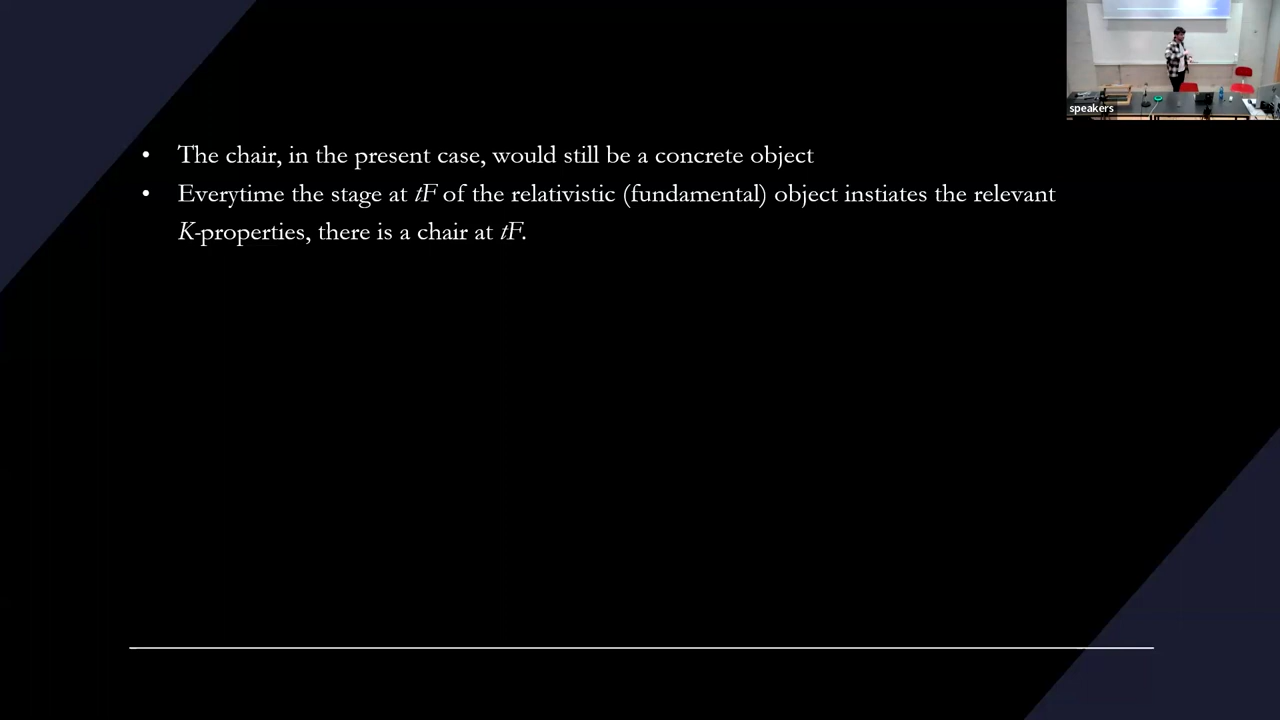 speakers
• The chair, in the present case, would still be a concrete object
• Everytime the stage at tF of the relativistic (fundamental) object instiates the relevant
K-properties, there is a chair at tF.